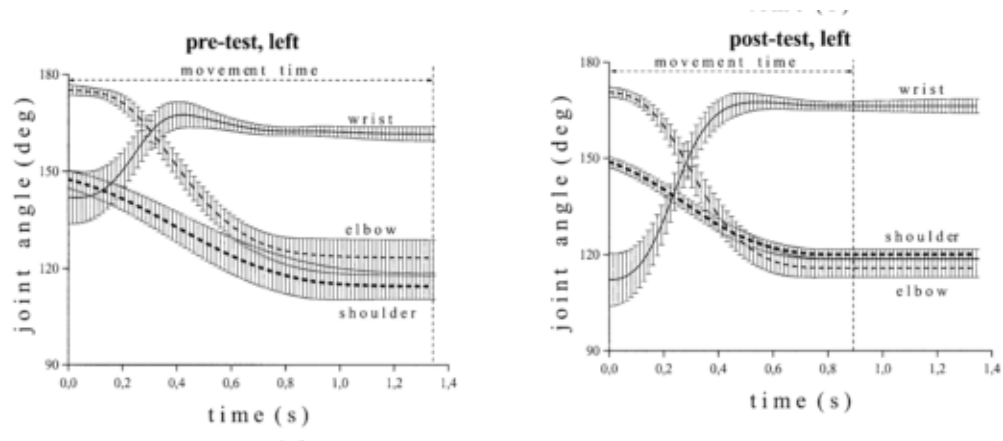 pre-test, left
movement time
180
150
120
90
joint angle (deg)
wrist
elbow
shoulder
0,0 0,2 0,4 0,6 0,8 1,0 1,2 1,4
time (s)
post-test, left
movement time
180
150
120
90
joint angle (deg)
wrist
shoulder
elbow
0,0 0,2 0,4 0,6 0,8 1,0 1,2 1,4
time (s)